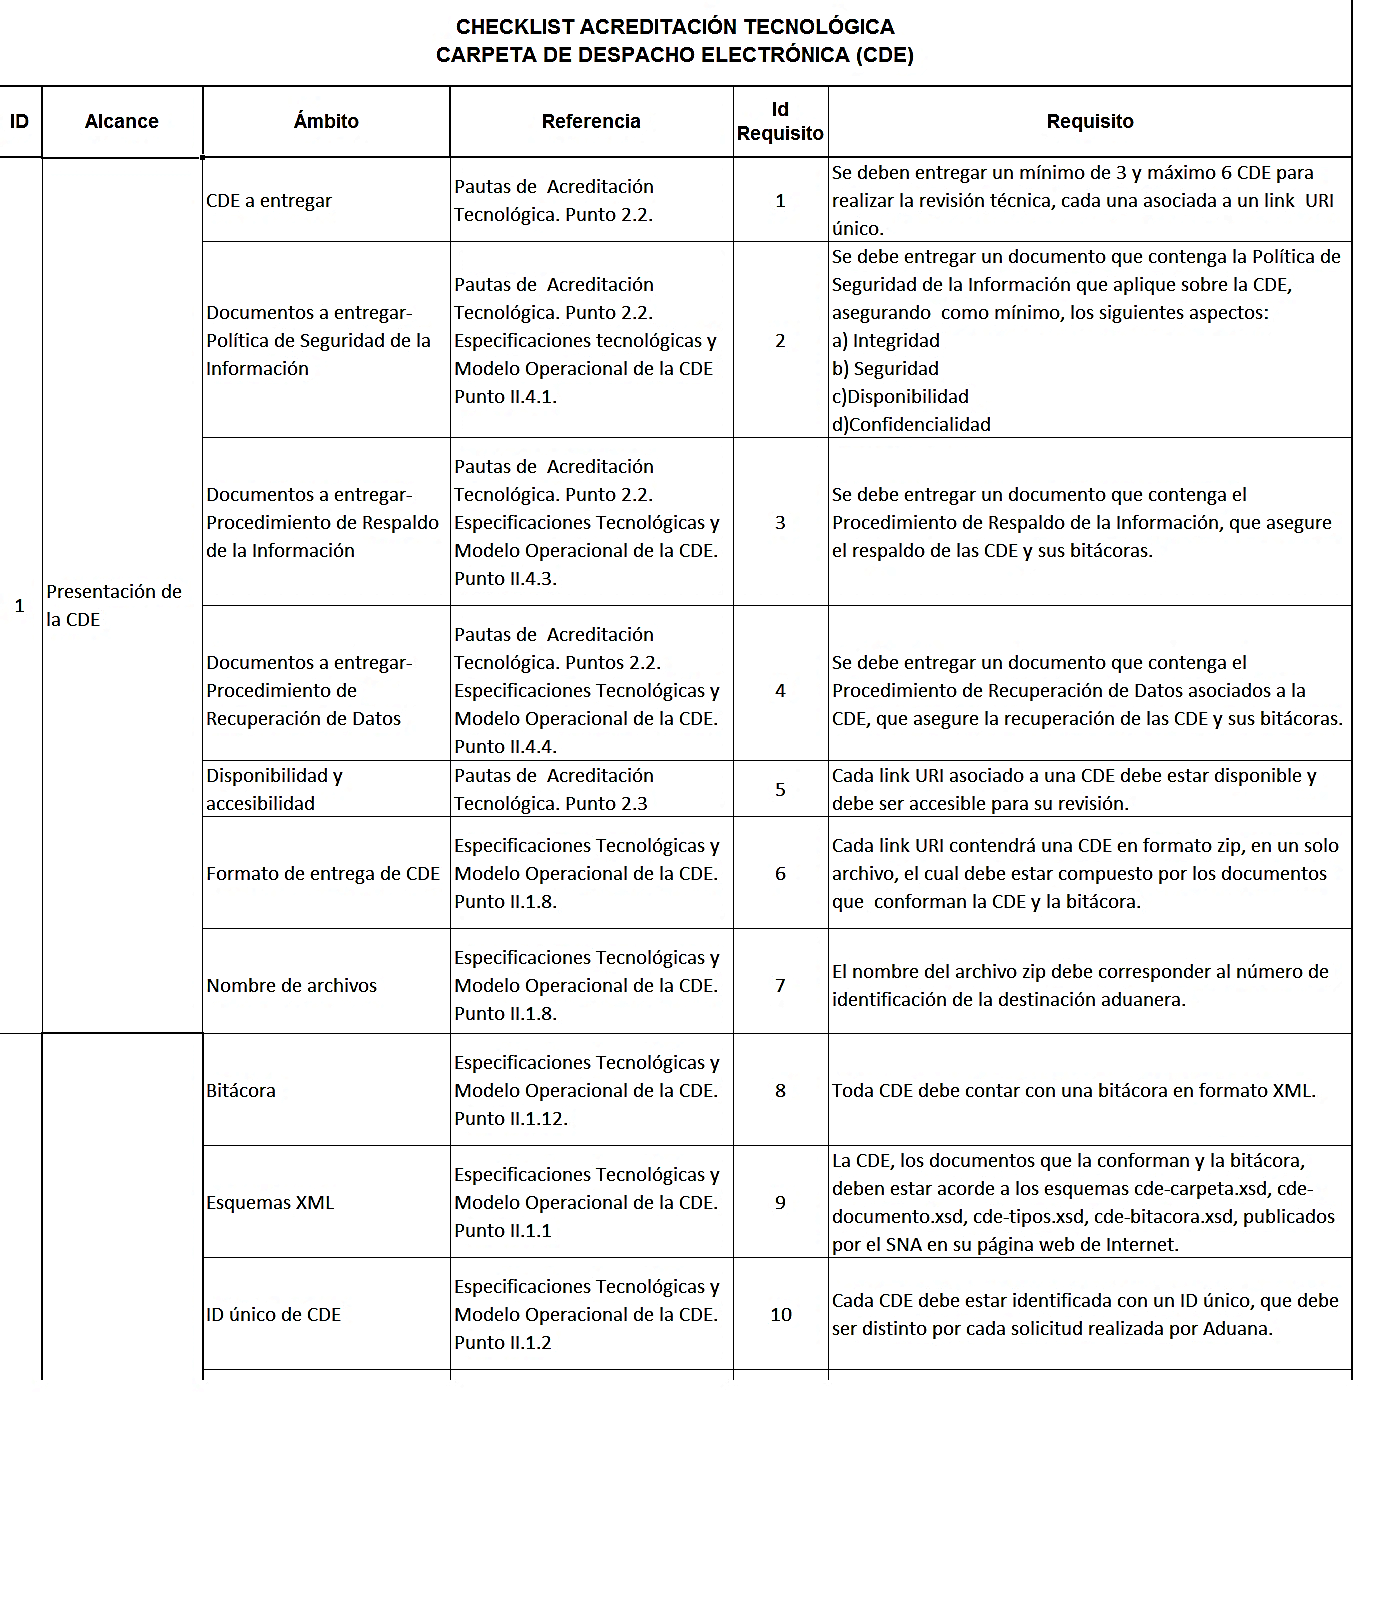 CHECKLIST ACREDITACIÓN TECNOLÓGICA
CARPETA DE DESPACHO ELECTRÓNICA (CDE)
ID
Alcance
Ámbito
Referencia
Id
Requisito
Requisito
1
Presentación de
la CDE
CDE a entregar
Pautas de  Acreditación
Tecnológica. Punto 2.2.
1
Se deben entregar un mínimo de 3 y máximo 6 CDE para
realizar la revisión técnica, cada una asociada a un link  URI
único.
Documentos a entregar-
Política de Seguridad de la
Información
Pautas de  Acreditación
Tecnológica. Punto 2.2.
Especificaciones tecnológicas y
Modelo Operacional de la CDE
Punto II.4.1.
2
Se debe entregar un documento que contenga la Política de
Seguridad de la Información que aplique sobre la CDE,
asegurando  como mínimo, los siguientes aspectos:
a) Integridad
b) Seguridad
c)Disponibilidad
d)Confidencialidad
Documentos a entregar-
Procedimiento de Respaldo
de la Información
Pautas de  Acreditación
Tecnológica. Punto 2.2.
Especificaciones Tecnológicas y
Modelo Operacional de la CDE.
Punto II.4.3.
3
Se debe entregar un documento que contenga el
Procedimiento de Respaldo de la Información, que asegure
el respaldo de las CDE y sus bitácoras.
Documentos a entregar-
Procedimiento de
Recuperación de Datos
Pautas de  Acreditación
Tecnológica. Puntos 2.2.
Especificaciones Tecnológicas y
Modelo Operacional de la CDE.
Punto II.4.4.
4
Se debe entregar un documento que contenga el
Procedimiento de Recuperación de Datos asociados a la
CDE, que asegure la recuperación de las CDE y sus bitácoras.
Disponibilidad y
accesibilidad
Pautas de  Acreditación
Tecnológica. Punto 2.3
5
Cada link URI asociado a una CDE debe estar disponible y
debe ser accesible para su revisión.
Formato de entrega de CDE
Especificaciones Tecnológicas y
Modelo Operacional de la CDE.
Punto II.1.8.
6
Cada link URI contendrá una CDE en formato zip, en un solo
archivo, el cual debe estar compuesto por los documentos
que  conforman la CDE y la bitácora.
Nombre de archivos
Especificaciones Tecnológicas y
Modelo Operacional de la CDE.
Punto II.1.8.
7
El nombre del archivo zip debe corresponder al número de
identificación de la destinación aduanera.
Bitácora
Especificaciones Tecnológicas y
Modelo Operacional de la CDE.
Punto II.1.12.
8
Toda CDE debe contar con una bitácora en formato XML.
Esquemas XML
Especificaciones Tecnológicas y
Modelo Operacional de la CDE.
Punto II.1.1
9
La CDE, los documentos que la conforman y la bitácora,
deben estar acorde a los esquemas cde-carpeta.xsd, cde-
documento.xsd, cde-tipos.xsd, cde-bitacora.xsd, publicados
por el SNA en su página web de Internet.
ID único de CDE
Especificaciones Tecnológicas y
Modelo Operacional de la CDE.
Punto II.1.2
10
Cada CDE debe estar identificada con un ID único, que debe
ser distinto por cada solicitud realizada por Aduana.